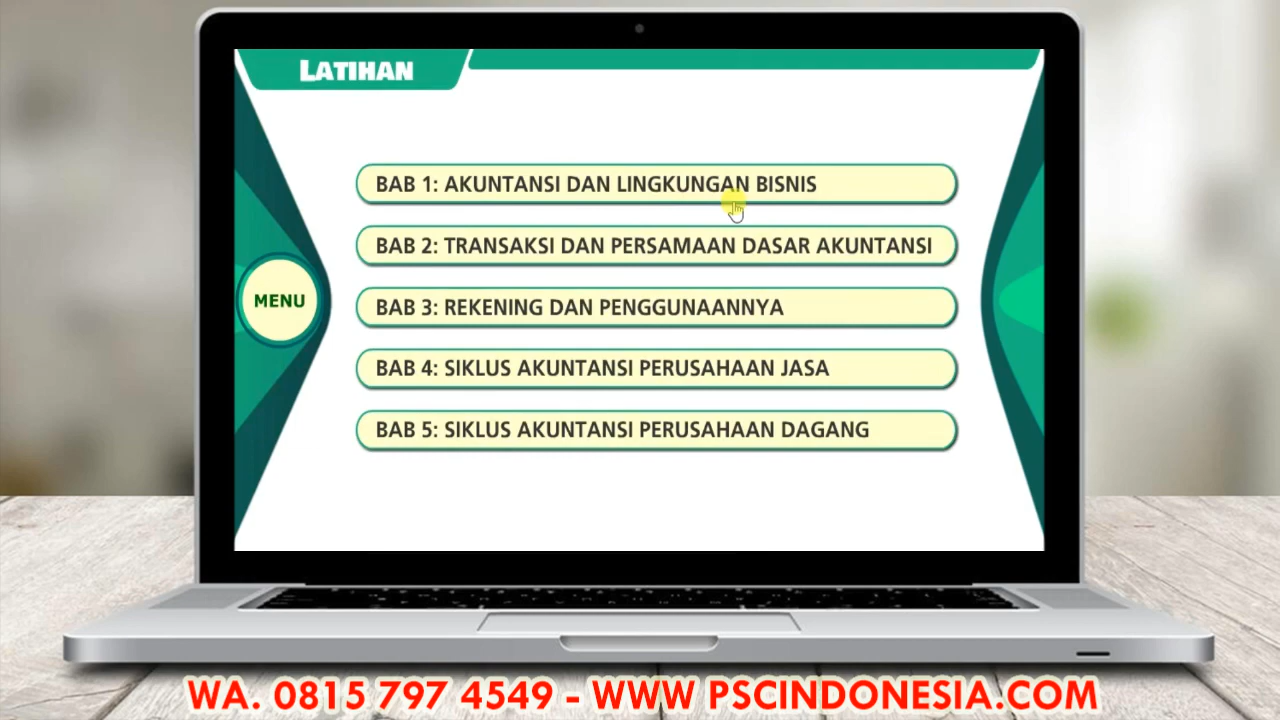 LATIHAN
BAB 1: AKUNTANSI DAN LINGKUNGAN BISNIS
BAB 2: TRANSAKSI DAN PERSAMAAN DASAR AKUNTANSI
MENU
BAB 3: REKENING DAN PENGGUNAANNYA
BAB 4: SIKLUS AKUNTANSI PERUSAHAAN JASA
BAB 5: SIKLUS AKUNTANSI PERUSAHAAN DAGANG
WA. 0815 797 4549 - WWW PSCINDONESIA.COM